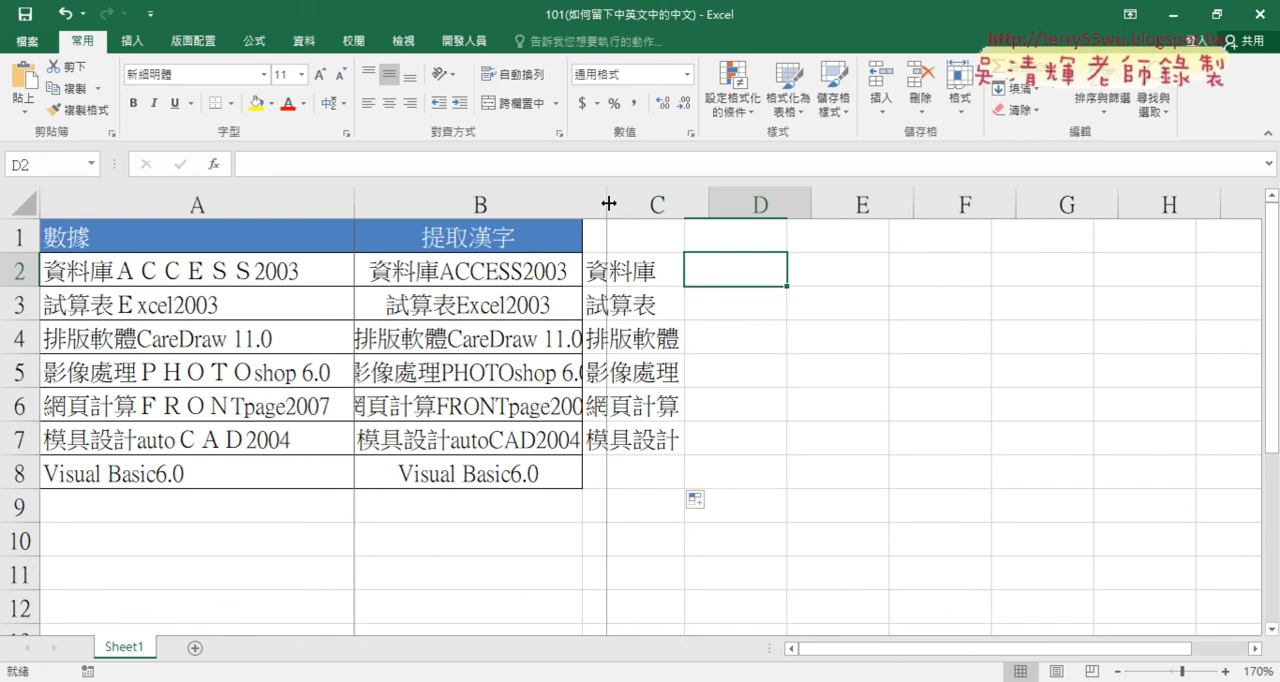 101(如何留下中英文中的中文) - Excel
檔案 常用 插入 版面配置 公式 資料 校閱 檢視 開發人員 告訴我您想要執行的動作... 登入 共用
http://terry55wu.blogspot.tw
吳清輝老師錄製
貼上 剪下 複製 複製格式 剪貼簿
新細明體 11 B I U 中 字型
自動換列 跨欄置中 對齊方式
通用格式 $ % , 數值
設定格式化的條件 格式化為表格 儲存格樣式 樣式
插入 刪除 格式 儲存格
填滿 清除 排序與篩選 尋找與選取 編輯
D2 fx
A B C D E F G H
1 數據 提取漢字
2 資料庫ＡＣＣＥＳＳ2003 資料庫ACCESS2003 資料庫
3 試算表Ｅxcel2003 試算表Excel2003 試算表
4 排版軟體CareDraw 11.0 排版軟體CareDraw 11.0 排版軟體
5 影像處理ＰＨＯＴＯshop 6.0 影像處理PHOTOshop 6.0 影像處理
6 網頁計算ＦＲＯＮTpage2007 網頁計算FRONTpage200 網頁計算
7 模具設計autoＣＡＤ2004 模具設計autoCAD2004 模具設計
8 Visual Basic6.0 Visual Basic6.0
9
10
11
12
Sheet1
就緒 170%